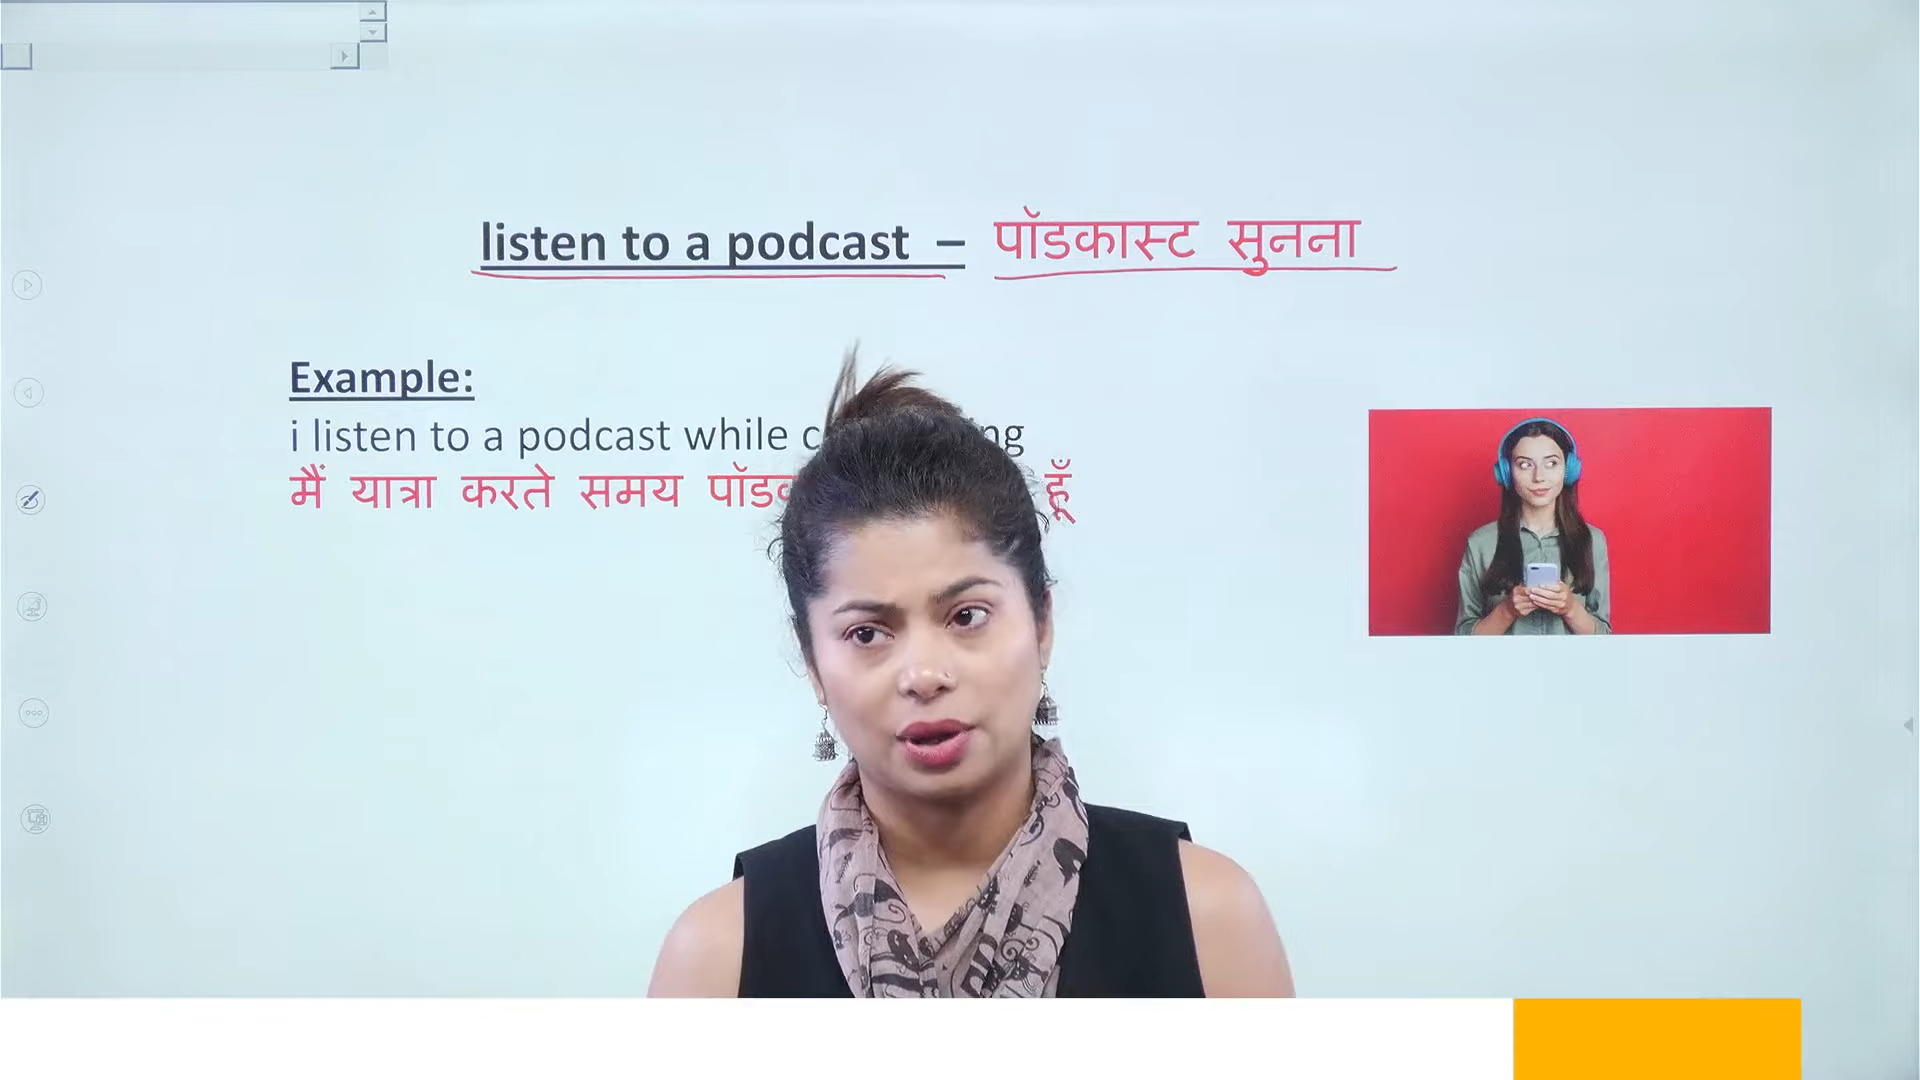 listen to a podcast – पॉडकास्ट सुनना
Example:
i listen to a podcast while
मैं यात्रा करते समय हूँ